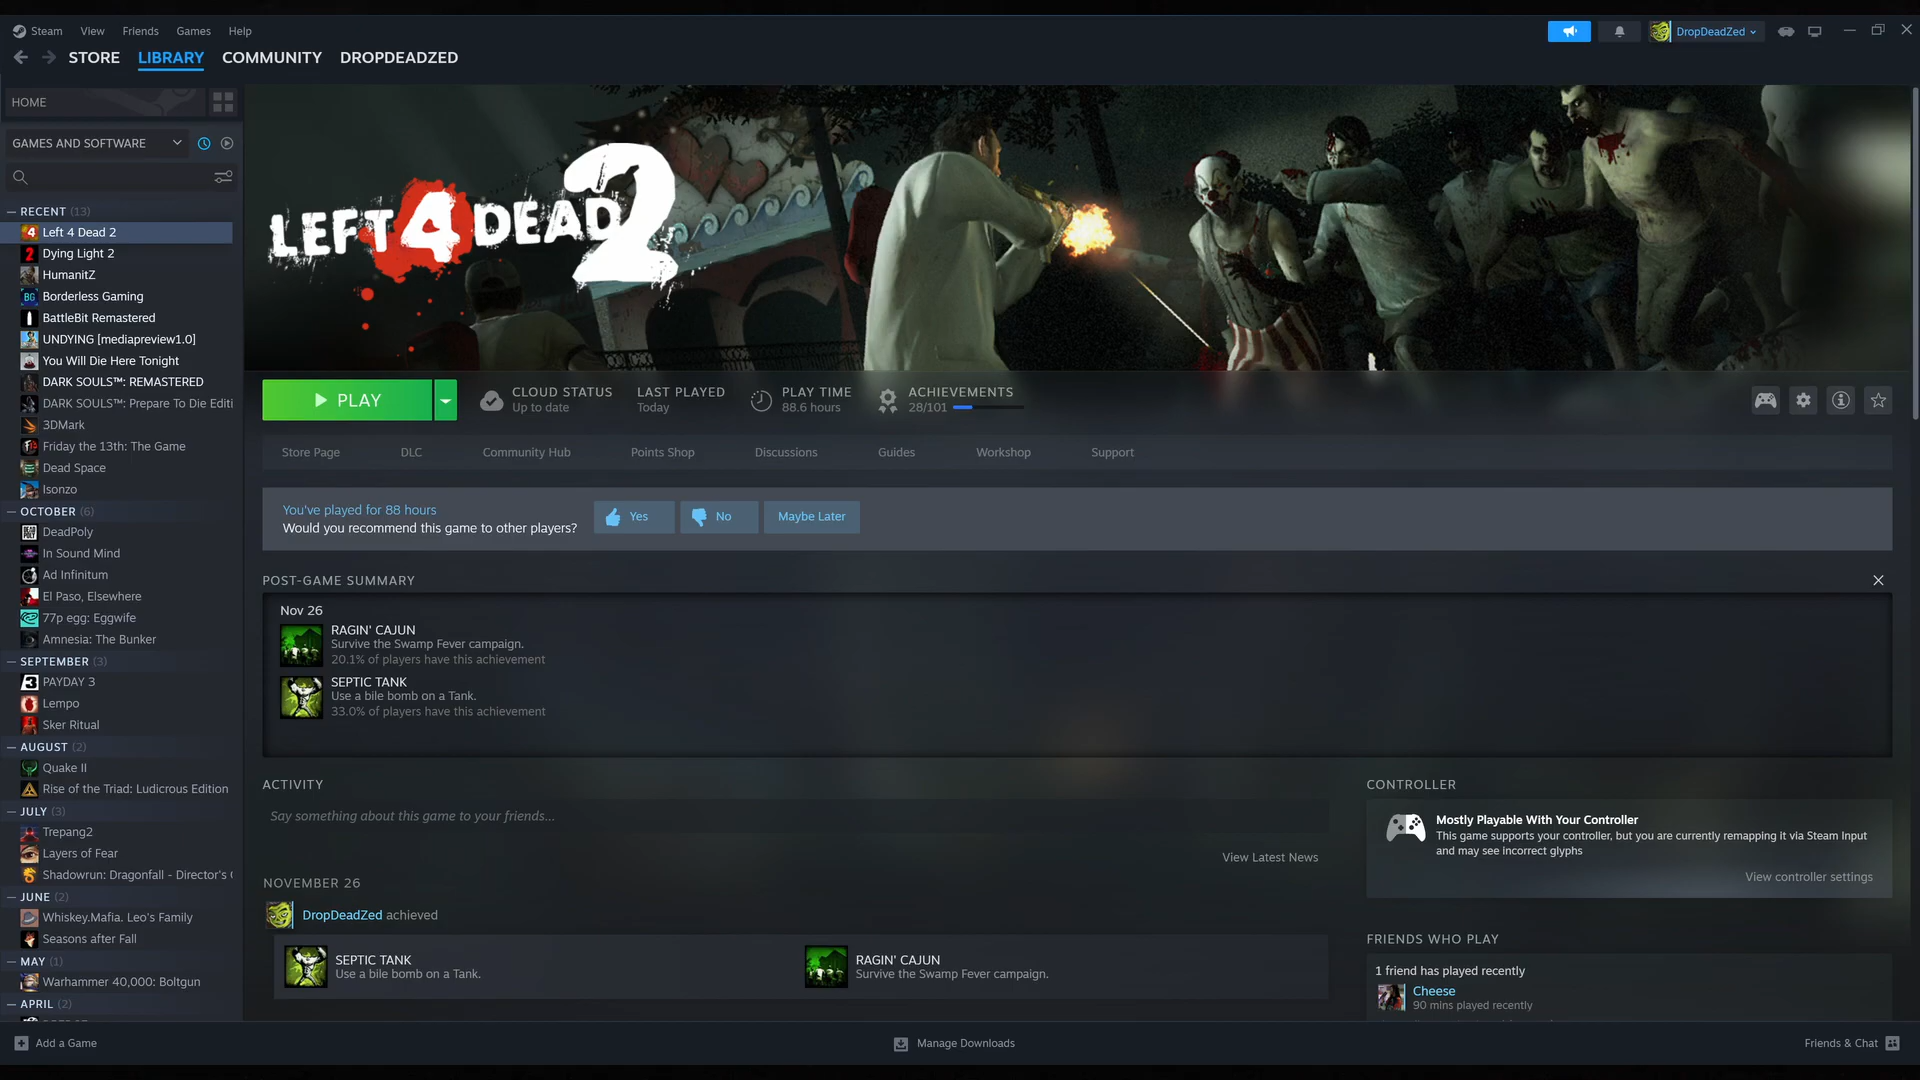 Steam View Friends Games Help
DropDeadZed
STORE LIBRARY COMMUNITY DROPDEADZED
HOME
GAMES AND SOFTWARE
RECENT (13)
4 Left 4 Dead 2
2 Dying Light 2
HumanitZ
BG Borderless Gaming
BattleBit Remastered
UNDYING [mediapreview1.0]
You Will Die Here Tonight
DARK SOULS™: REMASTERED
DARK SOULS™: Prepare To Die Editi
3DMark
Friday the 13th: The Game
Dead Space
Isonzo
OCTOBER (6)
DeadPoly
In Sound Mind
Ad Infinitum
El Paso, Elsewhere
77p egg: Eggwife
Amnesia: The Bunker
SEPTEMBER (3)
3 PAYDAY 3
Lempo
Sker Ritual
AUGUST (2)
Quake II
Rise of the Triad: Ludicrous Edition
JULY (3)
Trepang2
Layers of Fear
Shadowrun: Dragonfall - Director's
JUNE (2)
Whiskey.Mafia. Leo's Family
Seasons after Fall
MAY (1)
Warhammer 40,000: Boltgun
APRIL (2)
LEFT 4 DEAD 2
PLAY
CLOUD STATUS
Up to date
LAST PLAYED
Today
PLAY TIME
88.6 hours
ACHIEVEMENTS
28/101
Store Page DLC Community Hub Points Shop Discussions Guides Workshop Support
You've played for 88 hours
Would you recommend this game to other players?
Yes No Maybe Later
POST-GAME SUMMARY
Nov 26
RAGIN' CAJUN
Survive the Swamp Fever campaign.
20.1% of players have this achievement
SEPTIC TANK
Use a bile bomb on a Tank.
33.0% of players have this achievement
ACTIVITY
Say something about this game to your friends...
View Latest News
NOVEMBER 26
DropDeadZed achieved
SEPTIC TANK
Use a bile bomb on a Tank.
RAGIN' CAJUN
Survive the Swamp Fever campaign.
CONTROLLER
Mostly Playable With Your Controller
This game supports your controller, but you are currently remapping it via Steam Input
and may see incorrect glyphs
View controller settings
FRIENDS WHO PLAY
1 friend has played recently
Cheese
90 mins played recently
Add a Game
Manage Downloads
Friends & Chat